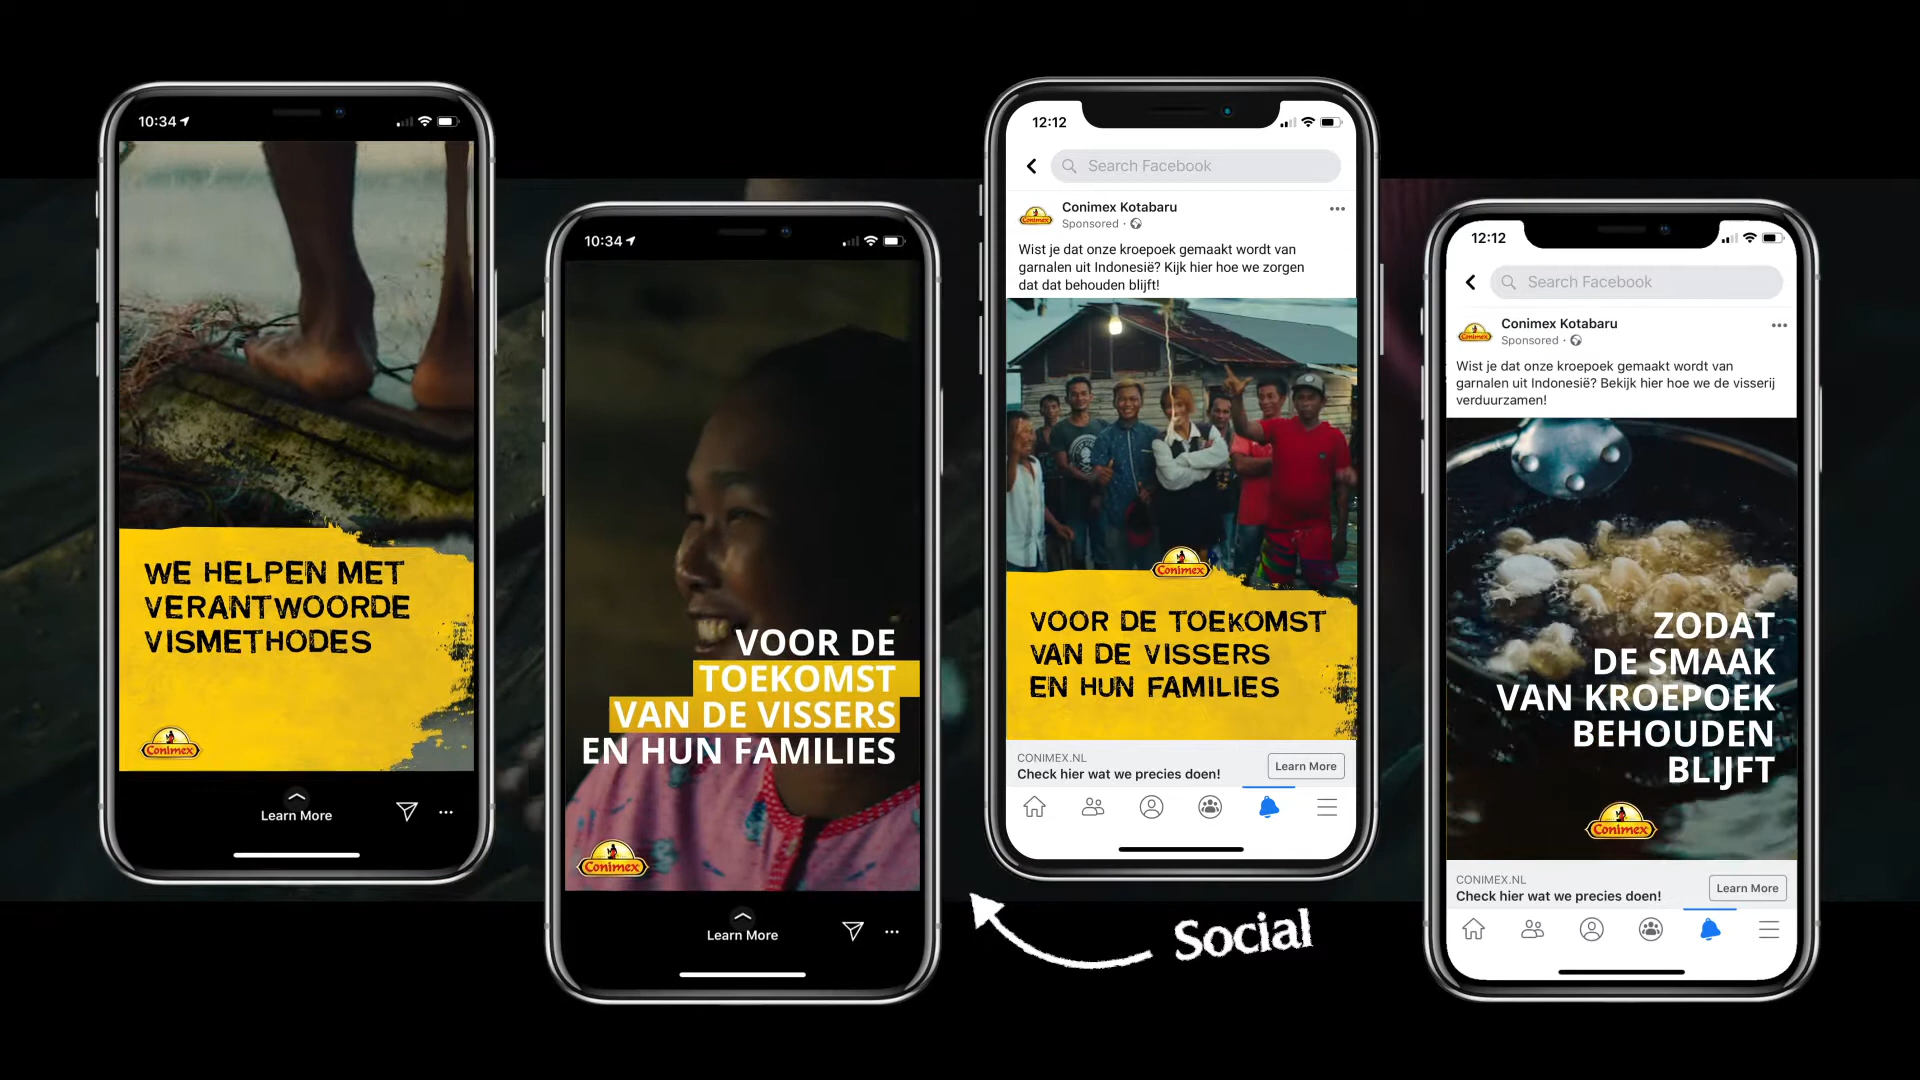 10:34
WE HELPEN MET
VERANTWOORDE
VISMETHODES
Conimex
Learn More
10:34
VOOR DE
TOEKOMST
VAN DE VISSERS
EN HUN FAMILIES
Conimex
Learn More
12:12
Search Facebook
Conimex
Conimex Kotabaru
Sponsored ·
Wist je dat onze kroepoek gemaakt wordt van
garnalen uit Indonesië? Kijk hier hoe we zorgen
dat dat behouden blijft!
Conimex
VOOR DE TOEKOMST
VAN DE VISSERS
EN HUN FAMILIES
CONIMEX.NL
Check hier wat we precies doen!
Learn More
Social
12:12
Search Facebook
Conimex
Conimex Kotabaru
Sponsored ·
Wist je dat onze kroepoek gemaakt wordt van
garnalen uit Indonesië? Bekijk hier hoe we de visserij
verduurzamen!
ZODAT
DE SMAAK
VAN KROEPOEK
BEHOUDEN
BLIJFT
Conimex
CONIMEX.NL
Check hier wat we precies doen!
Learn More